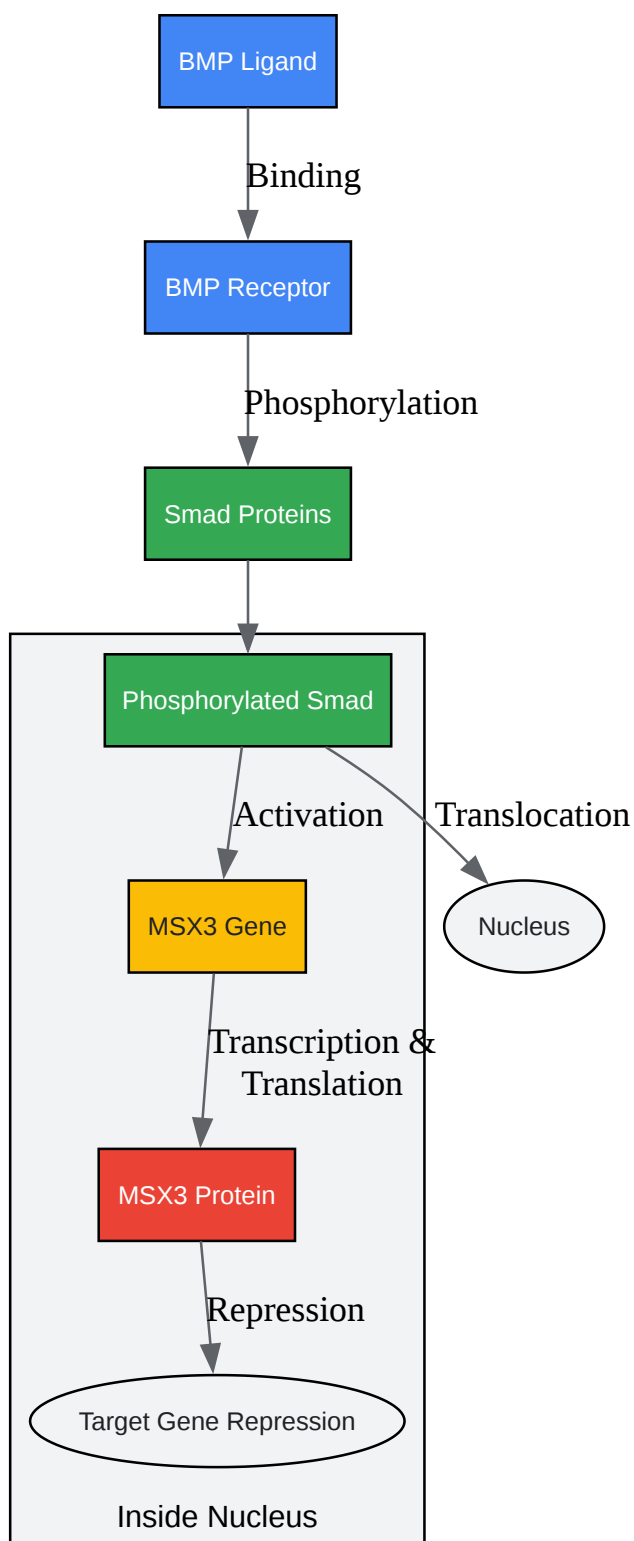 BMP Ligand
Binding
BMP Receptor
Phosphorylation
Smad Proteins
Phosphorylated Smad
Activation
Translocation
MSX3 Gene
Nucleus
Transcription &
Translation
MSX3 Protein
Repression
Target Gene Repression
Inside Nucleus